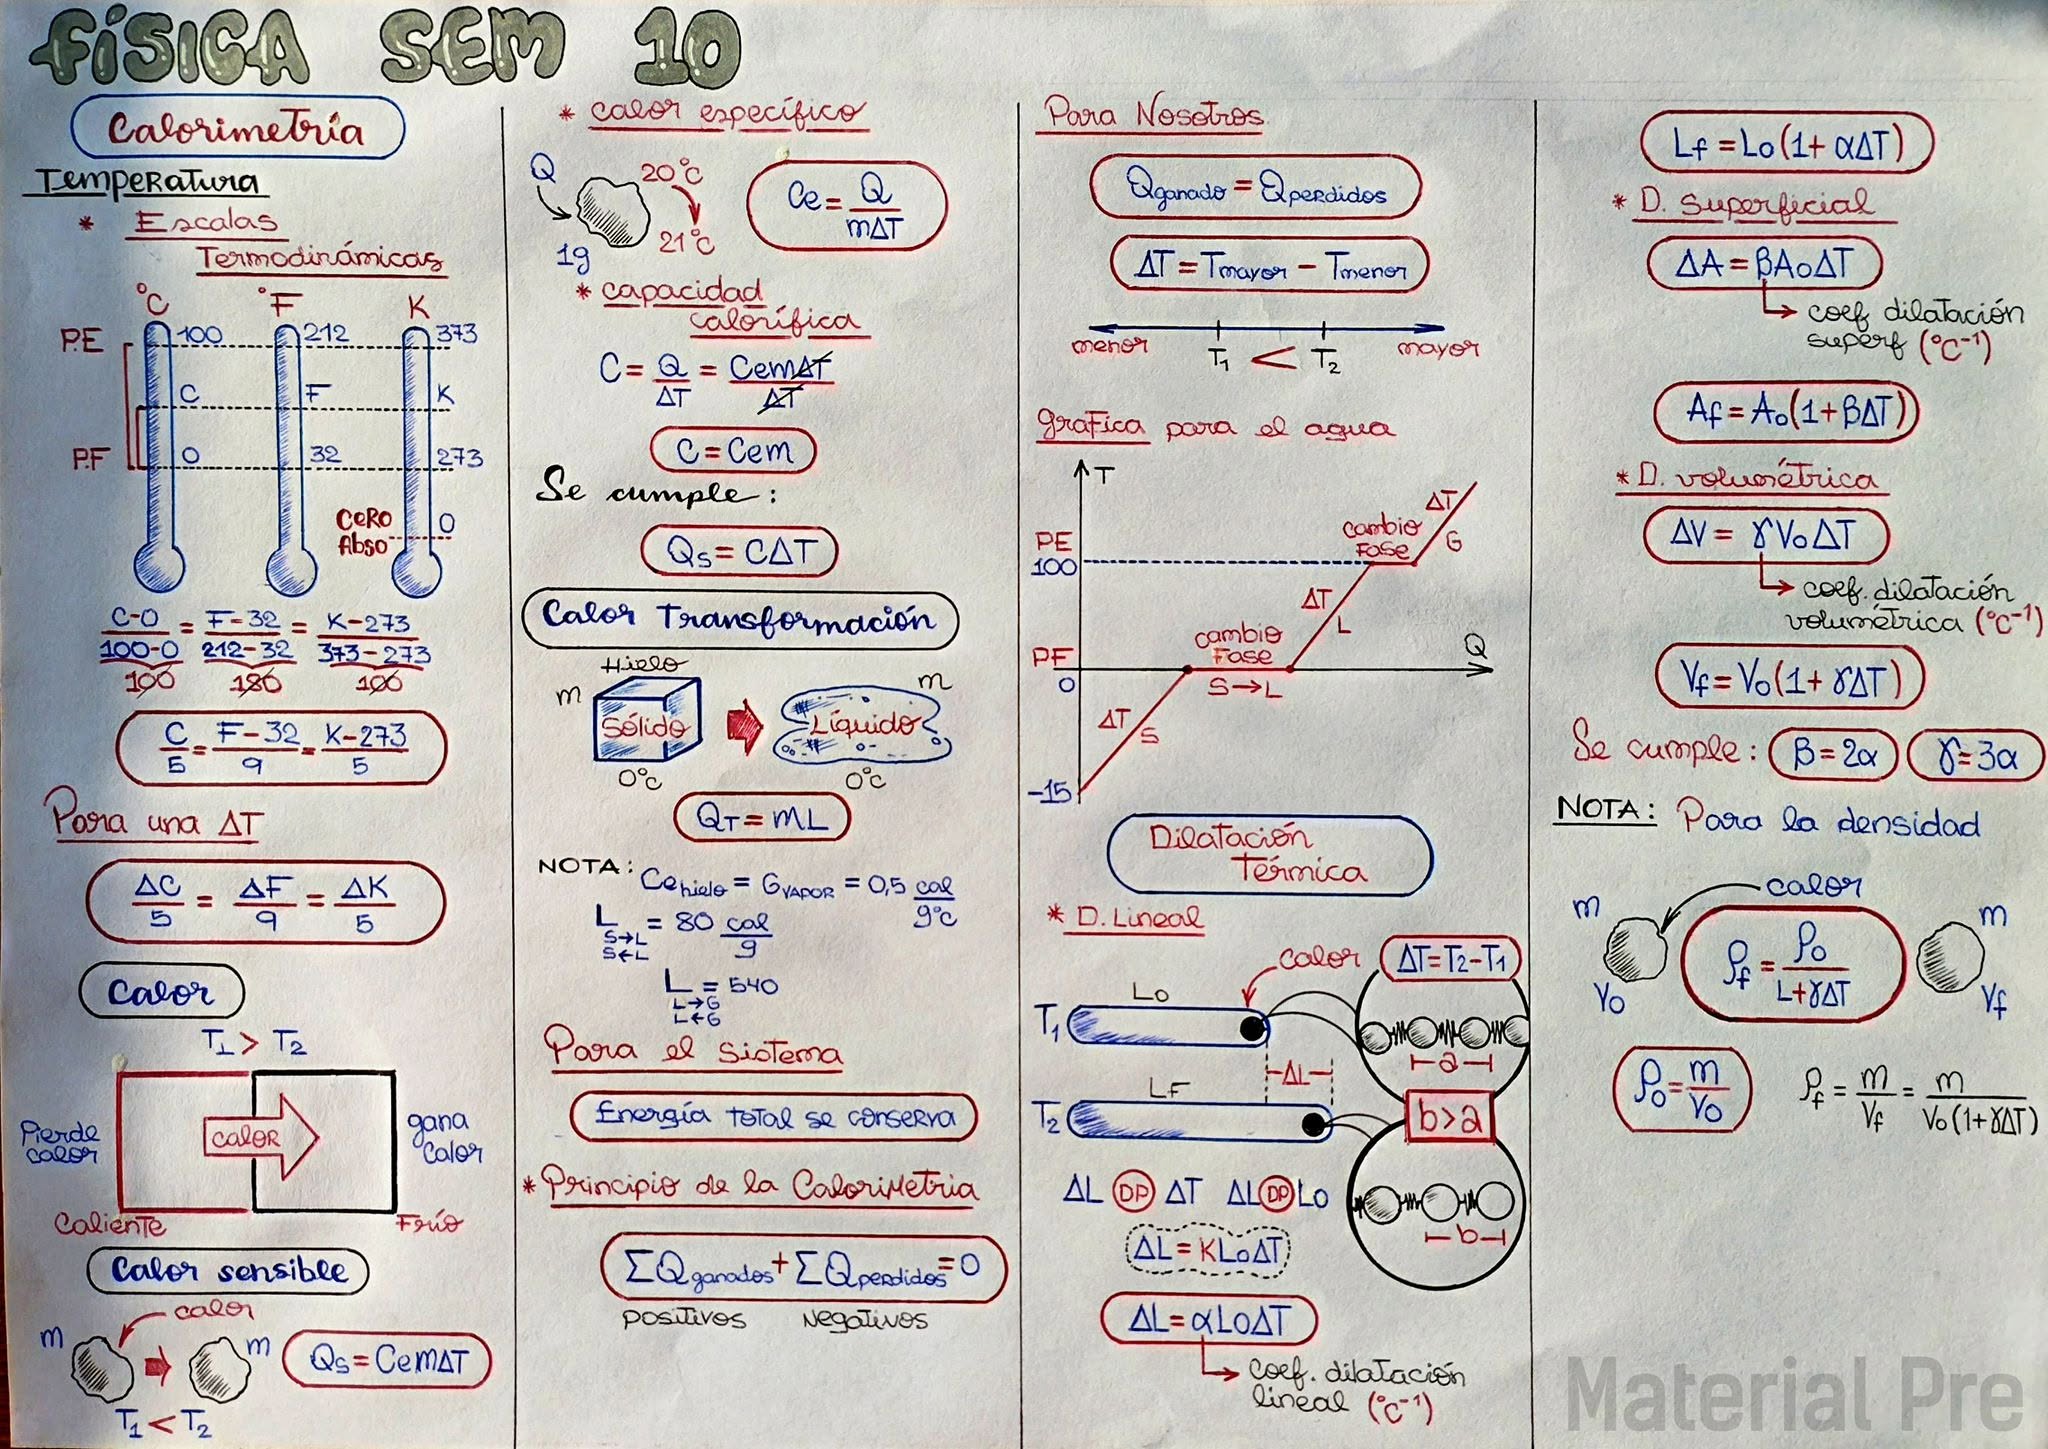 FÍSICA SEM 10
Calorimetría
Temperatura
* Escalas
Termodinámicas
°C °F K
P.E 100 212 373
C F K
P.F 0 32 273
Cero
Abso 0
C-0/100-0 = F-32/212-32 = K-273/373-273
100 180 100
C/5 = F-32/9 = K-273/5
Para una ΔT
ΔC/5 = ΔF/9 = ΔK/5
Calor
T1 > T2
Pierde
calor
calor
gana
calor
Caliente
Frío
Calor sensible
calor
m m
Qs = CemΔT
T1 < T2
* calor específico
Q 20°C
21°C
1g
Ce = Q/mΔT
* capacidad
calorífica
C = Q/ΔT = CemΔT/ΔT
C = Cem
Se cumple:
Qs = CΔT
Calor Transformación
Hielo
m m
Sólido Líquido
0°c 0°c
QT = mL
NOTA: Cehielo = GVAPOR = 0,5 cal/g°c
L = 80 cal/g
S→L
S←L
L = 540
L→G
L←G
Para el sistema
Energía total se conserva
* Principio de la Calorimetria
ΣQganados + ΣQperdidos = 0
positivos negativos
Para Nosotros
Qganado = Qperdidos
ΔT = Tmayor - Tmenor
menor T1 < T2 mayor
grafica para el agua
T
PE
100
cambio
fase
ΔT
G
ΔT
L
cambio
Fase
PF
0
S→L
Q
ΔT
S
-15
Dilatación
Térmica
* D. Lineal
calor
ΔT=T2-T1
Lo
T1
a
ΔL
LF
T2
b>a
ΔL DP ΔT ΔL DP Lo
b
ΔL = KLoΔT
ΔL = αLOΔT
coef. dilatación
lineal (°C⁻¹)
Lf = Lo(1+ αΔT)
* D. Superficial
ΔA = βAoΔT
coef dilatación
superf (°C⁻¹)
Af = Ao(1+βΔT)
* D. volumétrica
ΔV = γVoΔT
coef. dilatación
volumétrica (°C⁻¹)
Vf = Vo(1+ γΔT)
Se cumple: β = 2α γ = 3α
NOTA: Para la densidad
calor
m m
ρf = ρo/L+γΔT
Vo Vf
ρo = m/Vo
ρf = m/Vf = m/Vo(1+γΔT)
Material Pre